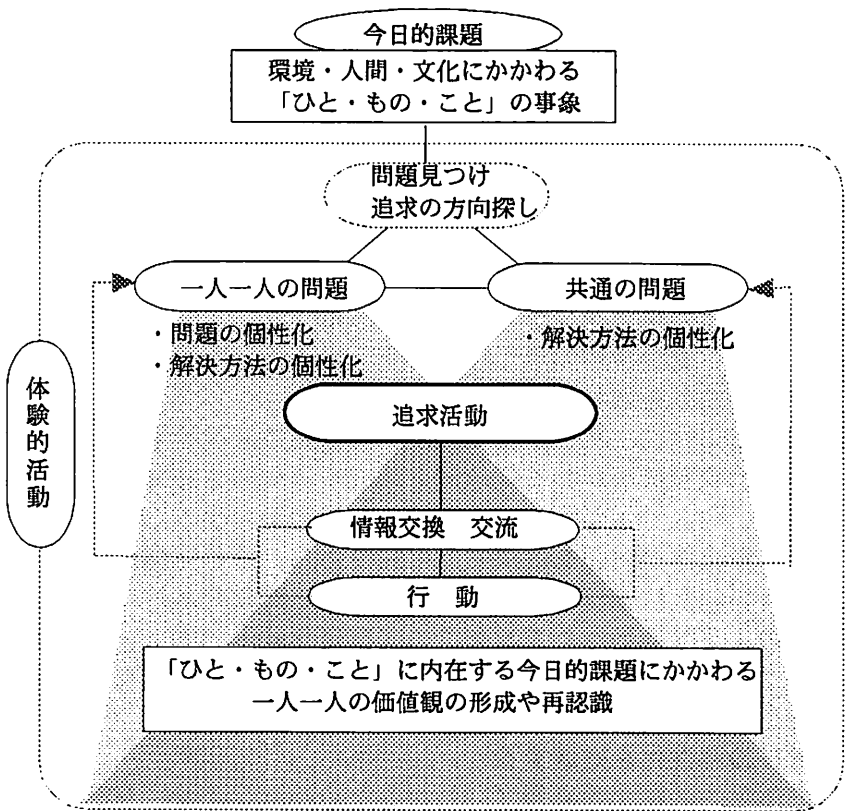 今日的課題
環境・人間・文化にかかわる
「ひと・もの・こと」の事象
問題見つけ
追求の方向探し
一人一人の問題
共通の問題
・問題の個性化
・解決方法の個性化
・解決方法の個性化
体験的活動
追求活動
情報交換　交流
行　動
「ひと・もの・こと」に内在する今日的課題にかかわる
一人一人の価値観の形成や再認識